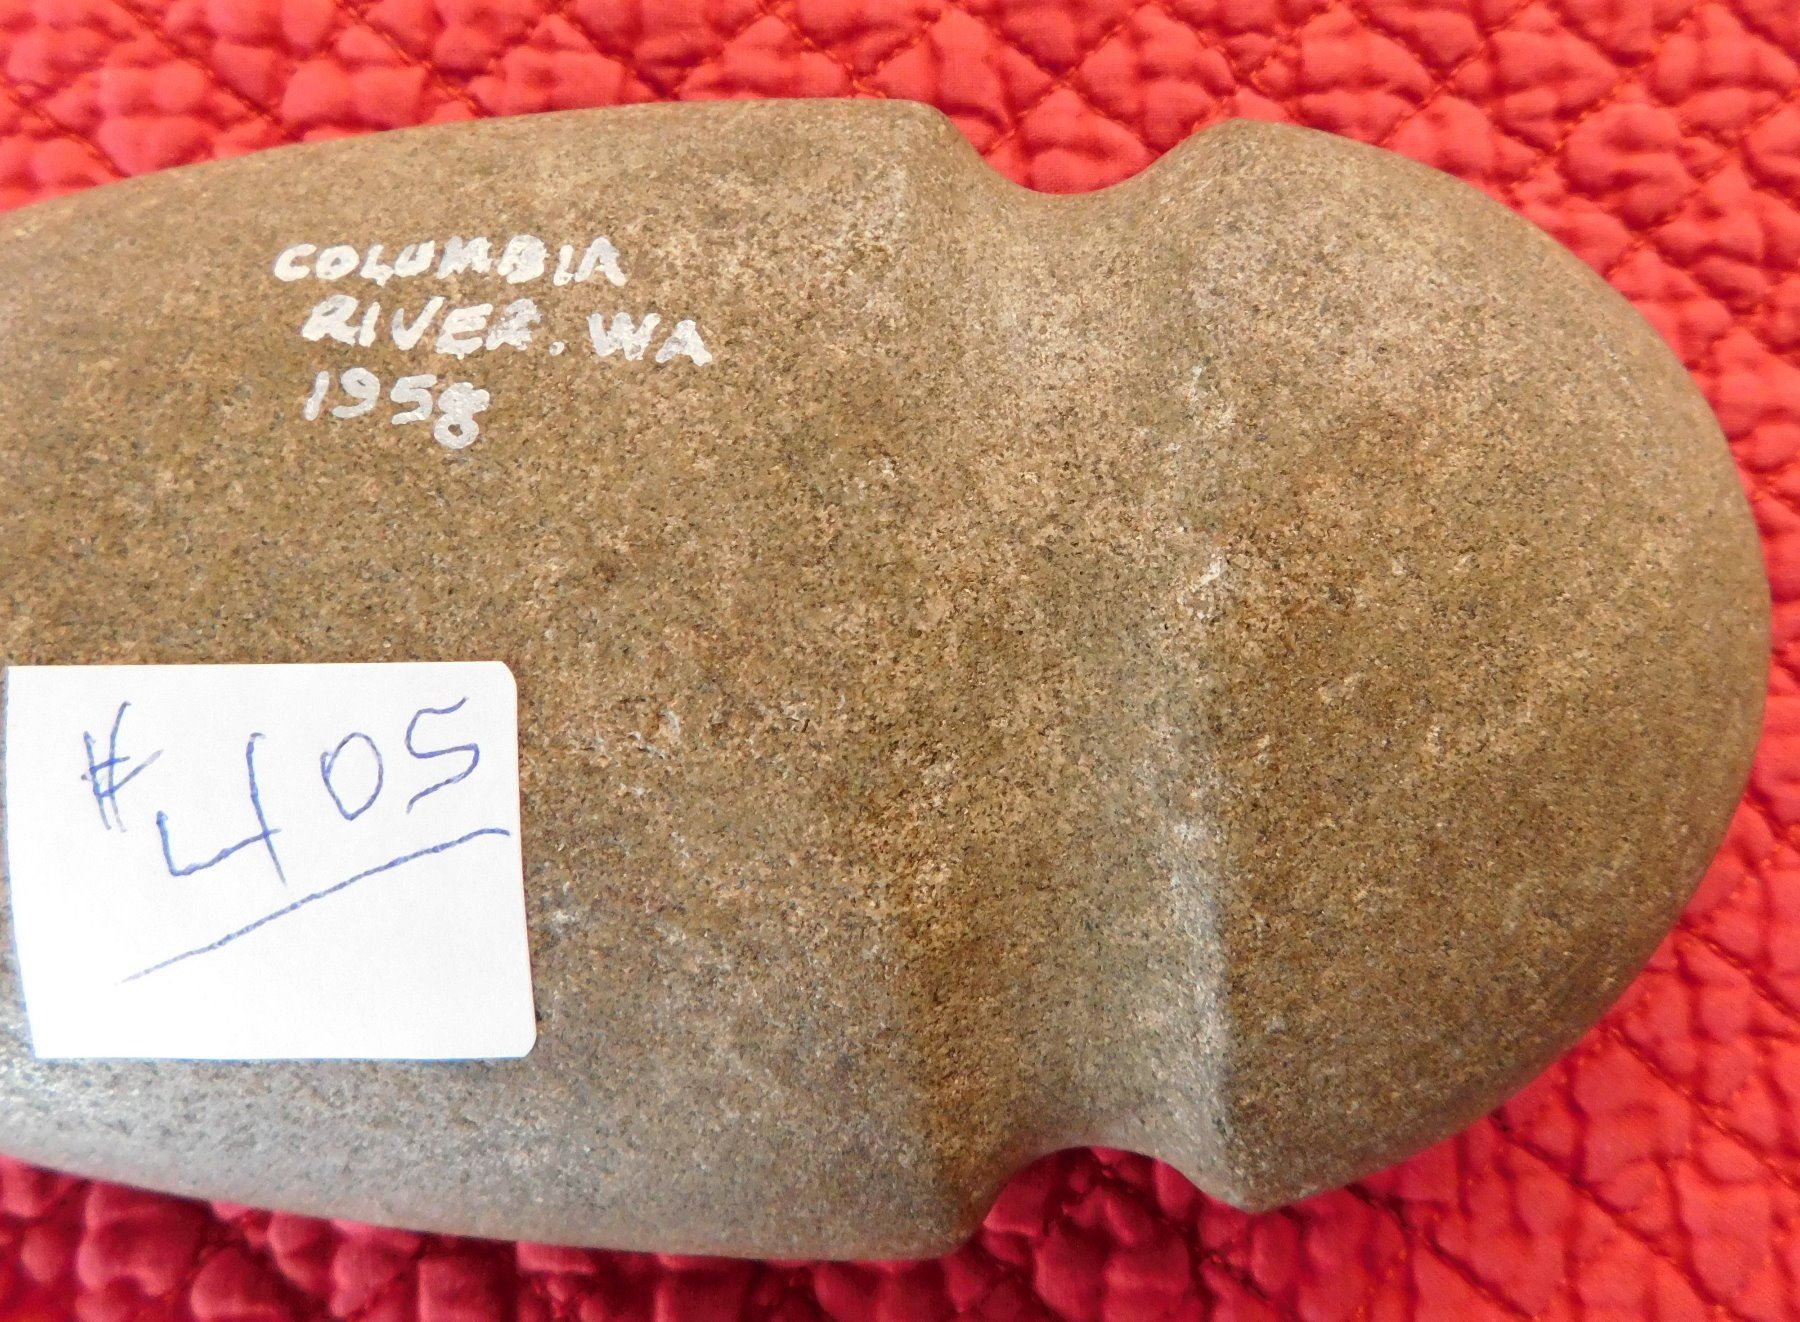 COLUMBIA
RIVER. WA
1958
#405